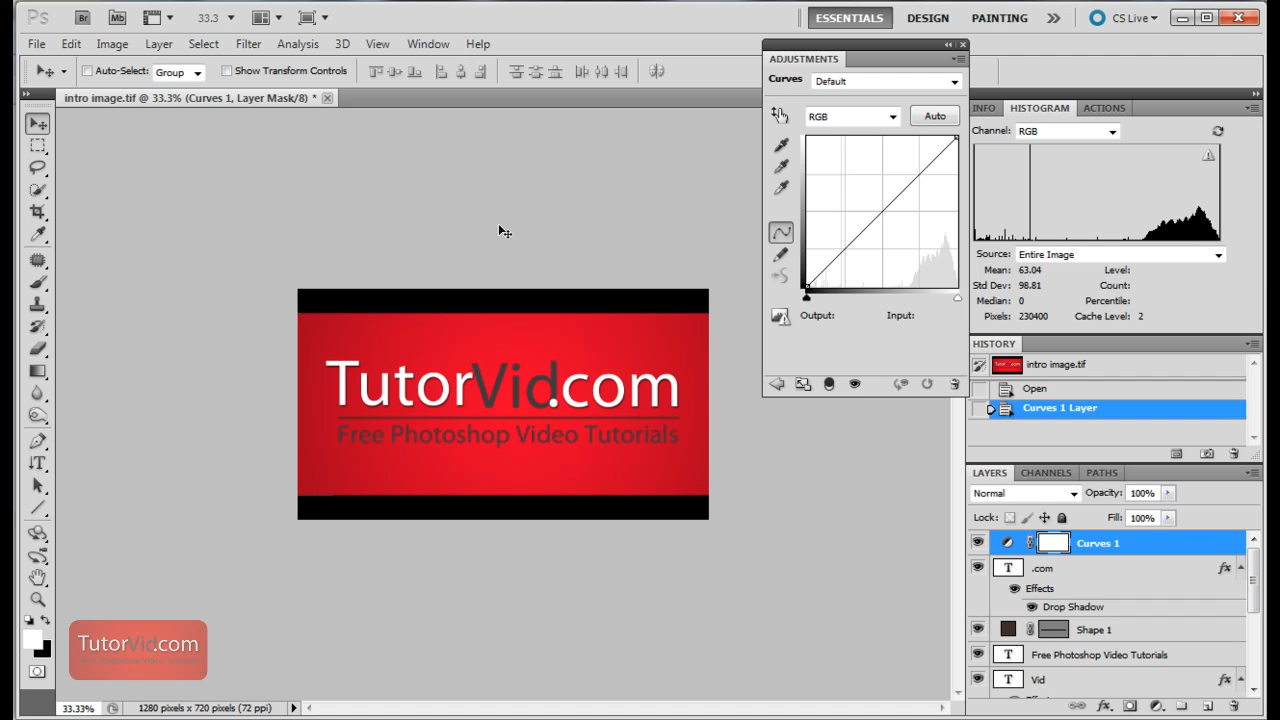 Ps Br Mb 33.3 ESSENTIALS DESIGN PAINTING CS Live
File Edit Image Layer Select Filter Analysis 3D View Window Help
Auto-Select: Group Show Transform Controls
intro image.tif @ 33.3% (Curves 1, Layer Mask/8) *
ADJUSTMENTS
Curves Default
RGB Auto
Output: Input:
INFO HISTOGRAM ACTIONS
Channel: RGB
Source: Entire Image
Mean: 63.04 Level:
Std Dev: 98.81 Count:
Median: 0 Percentile:
Pixels: 230400 Cache Level: 2
HISTORY
intro image.tif
Open
Curves 1 Layer
TutorVid.com
Free Photoshop Video Tutorials
LAYERS CHANNELS PATHS
Normal Opacity: 100%
Lock: Fill: 100%
Curves 1
T .com fx
Effects
Drop Shadow
Shape 1
T Free Photoshop Video Tutorials
T Vid fx
TutorVid.com
Free Photoshop Video Tutorials
33.33% 1280 pixels x 720 pixels (72 ppi)